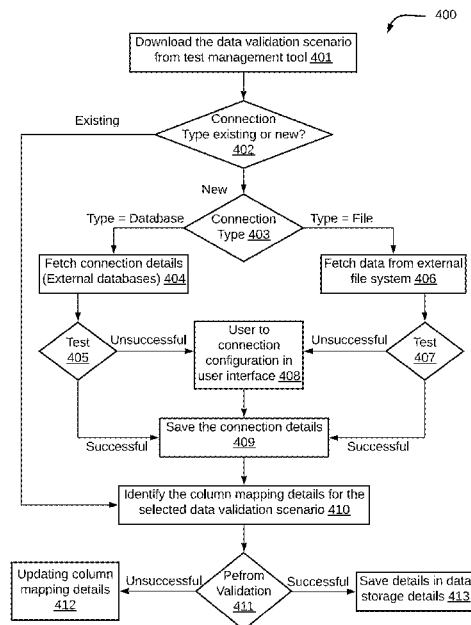 400
Download the data validation scenario
from test management tool 401
Existing
Connection
Type existing or new?
402
New
Type = Database
Connection
Type 403
Type = File
Fetch connection details
(External databases) 404
Fetch data from external
file system 406
Test
405
Unsuccessful
User to
connection
configuration in
user interface 408
Unsuccessful
Test
407
Successful
Save the connection details
409
Successful
Identify the column mapping details for the
selected data validation scenario 410
Updating column
mapping details
412
Unsuccessful
Pefrom
Validation
411
Successful
Save details in data
storage details 413